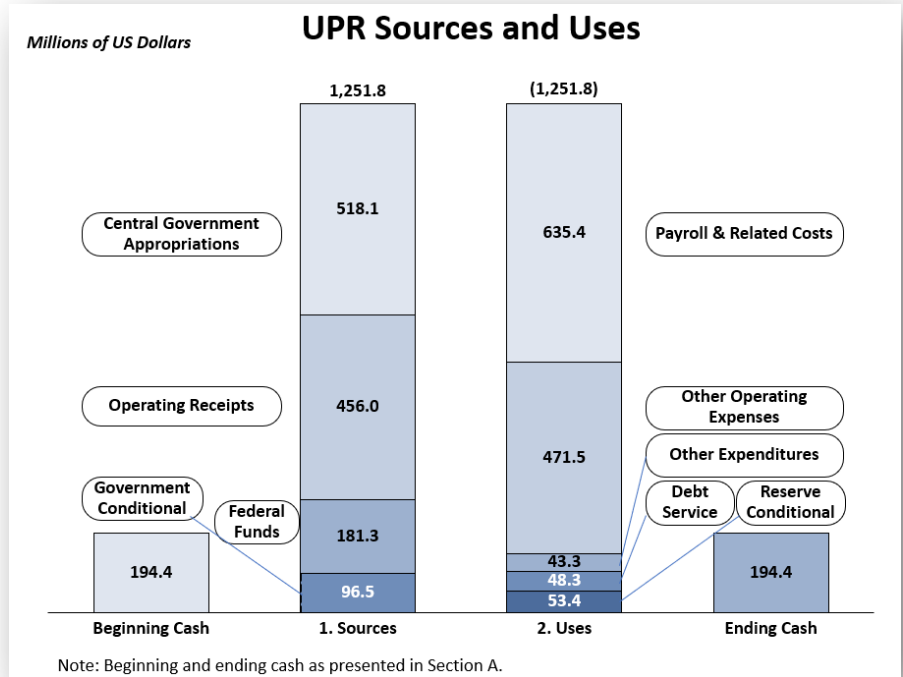 UPR Sources and Uses
Millions of US Dollars
1,251.8
(1,251.8)
518.1
635.4
Central Government
Appropriations
Payroll & Related Costs
Operating Receipts
456.0
471.5
Other Operating
Expenses
Other Expenditures
Government
Conditional
Federal
Funds
Debt
Service
Reserve
Conditional
181.3
43.3
48.3
53.4
96.5
194.4
194.4
Beginning Cash
1. Sources
2. Uses
Ending Cash
Note: Beginning and ending cash as presented in Section A.